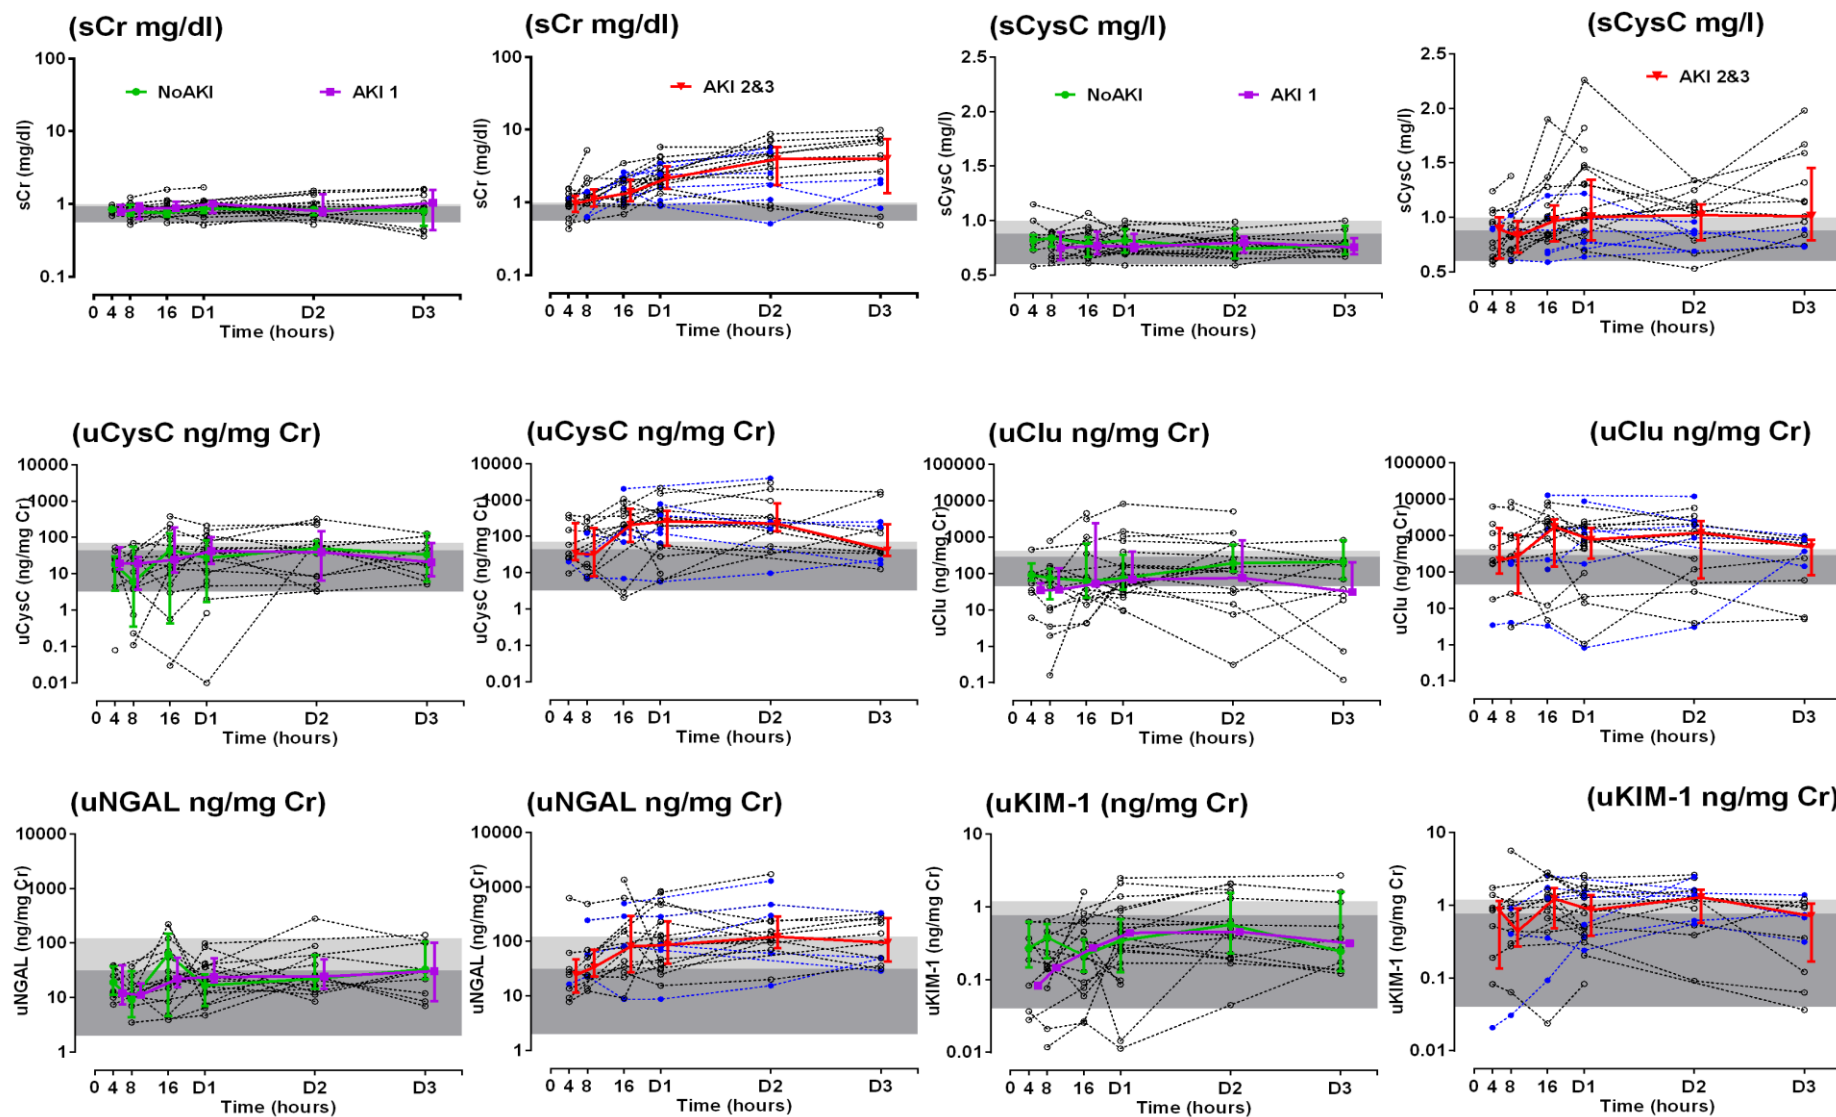 (sCr mg/dl)
100
10
1
0.1
sCr (mg/dl)
NoAKI
AKI 1
0 4 8 16 D1 D2 D3
Time (hours)
(sCr mg/dl)
100
10
1
0.1
sCr (mg/dl)
AKI 2&3
0 4 8 16 D1 D2 D3
Time (hours)
(sCysC mg/l)
2.5
2.0
1.5
1.0
0.5
sCysC (mg/l)
NoAKI
AKI 1
0 4 8 16 D1 D2 D3
Time (hours)
(sCysC mg/l)
2.5
2.0
1.5
1.0
0.5
sCysC (mg/l)
AKI 2&3
0 4 8 16 D1 D2 D3
Time (hours)
(uCysC ng/mg Cr)
10000
1000
100
10
1
0.1
0.01
uCysC (ng/mg Cr)
0 4 8 16 D1 D2 D3
Time (hours)
(uCysC ng/mg Cr)
10000
1000
100
10
1
0.1
0.01
uCysC (ng/mg Cr)
0 4 8 16 D1 D2 D3
Time (hours)
(uClu ng/mg Cr)
100000
10000
1000
100
10
1
0.1
uClu (ng/mg Cr)
0 4 8 16 D1 D2 D3
Time (hours)
(uClu ng/mg Cr)
100000
10000
1000
100
10
1
0.1
uClu (ng/mg Cr)
0 4 8 16 D1 D2 D3
Time (hours)
(uNGAL ng/mg Cr)
10000
1000
100
10
1
uNGAL (ng/mg Cr)
0 4 8 16 D1 D2 D3
Time (hours)
(uNGAL ng/mg Cr)
10000
1000
100
10
1
uNGAL (ng/mg Cr)
0 4 8 16 D1 D2 D3
Time (hours)
(uKIM-1 (ng/mg Cr)
10
1
0.1
0.01
uKIM-1 (ng/mg Cr)
0 4 8 16 D1 D2 D3
Time (hours)
(uKIM-1 ng/mg Cr)
10
1
0.1
0.01
uKIM-1 (ng/mg Cr)
0 4 8 16 D1 D2 D3
Time (hours)